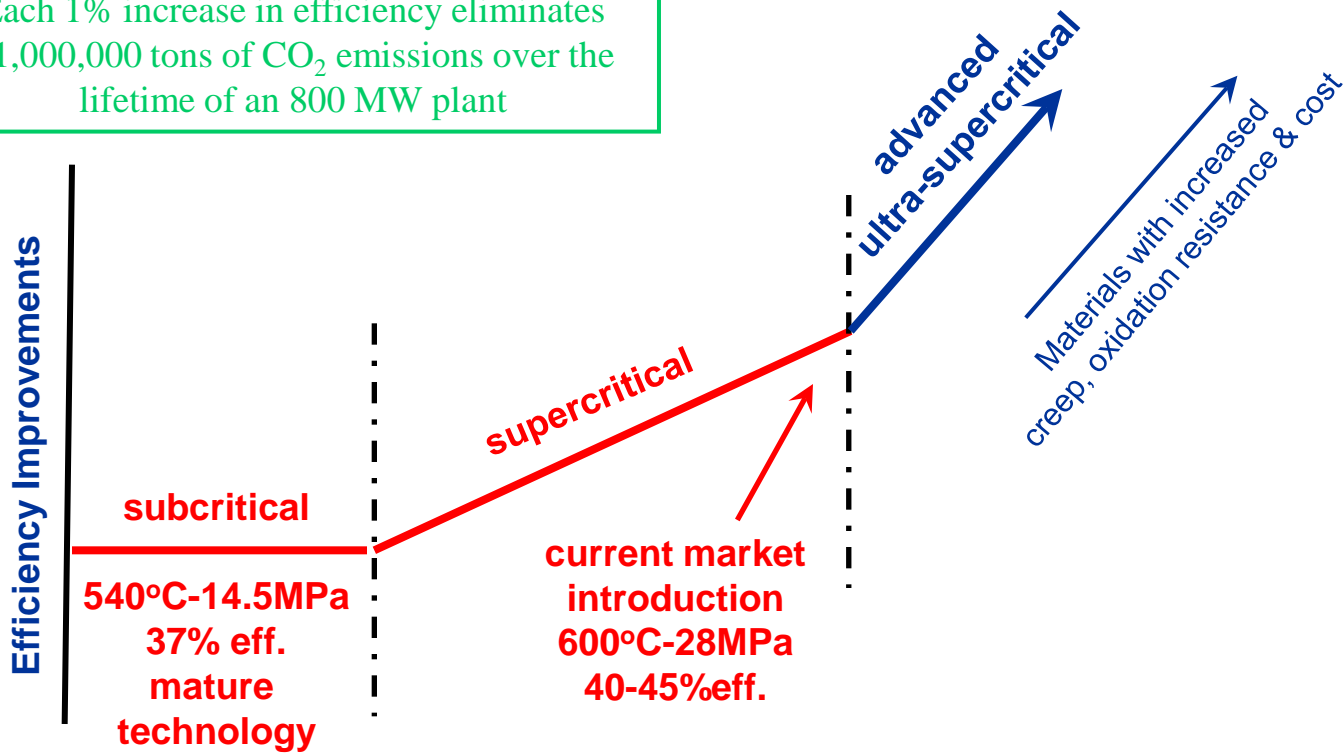 Each 1% increase in efficiency eliminates
1,000,000 tons of CO₂ emissions over the
lifetime of an 800 MW plant
Efficiency Improvements
subcritical
540ºC-14.5MPa
37% eff.
mature
technology
supercritical
current market
introduction
600ºC-28MPa
40-45%eff.
advanced
ultra-supercritical
Materials with increased
creep, oxidation resistance & cost